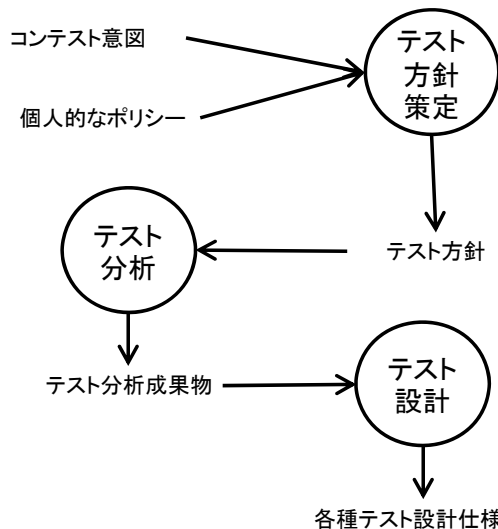 コンテスト意図
個人的なポリシー
テスト
方針
策定
テスト方針
テスト
分析
テスト分析成果物
テスト
設計
各種テスト設計仕様